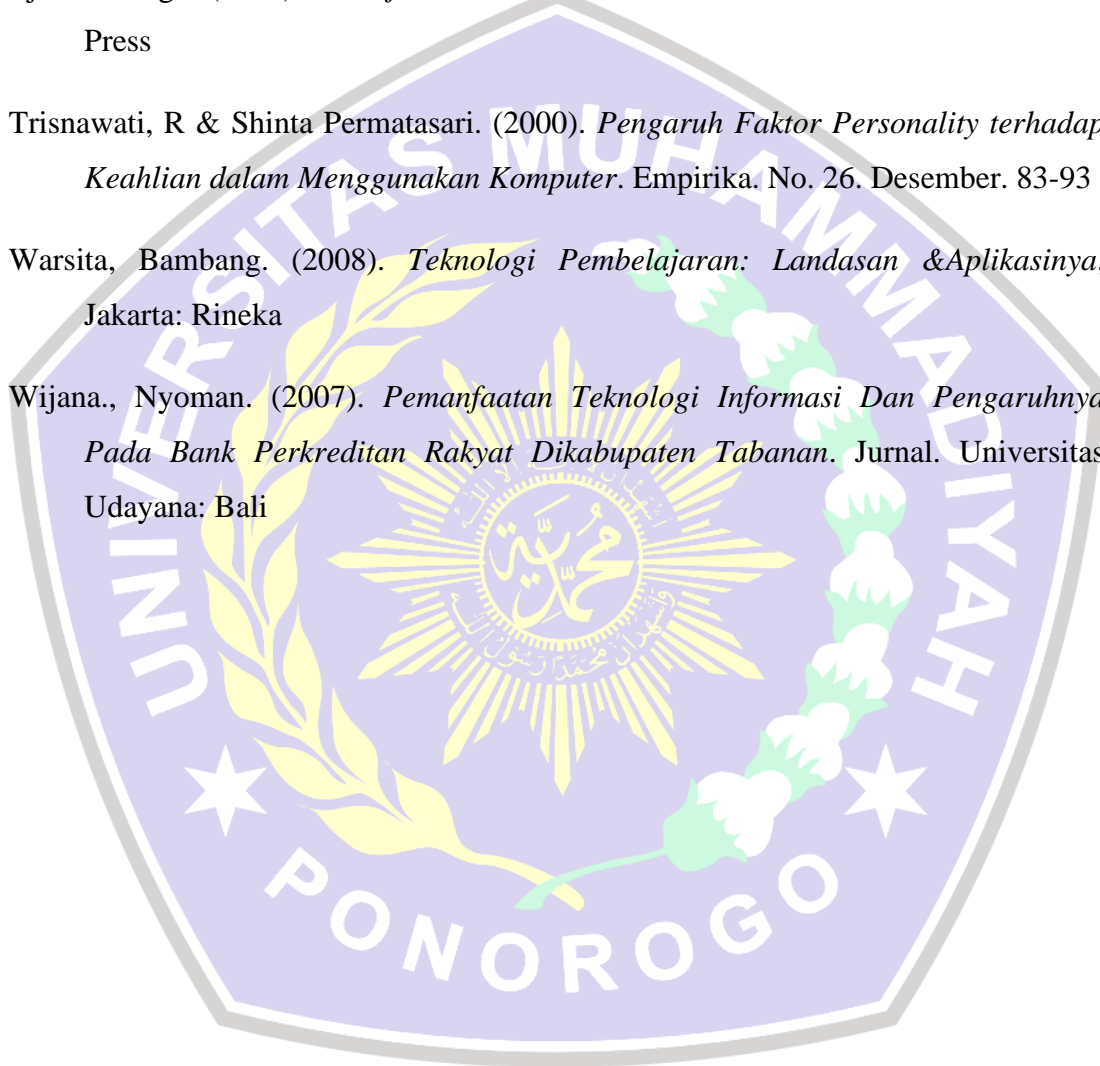 Press
Trisnawati, R & Shinta Permatasari. (2000). Pengaruh Faktor Personality terhadap
Keahlian dalam Menggunakan Komputer. Empirika. No. 26. Desember. 83-93
Warsita, Bambang. (2008). Teknologi Pembelajaran: Landasan &Aplikasinya.
Jakarta: Rineka
Wijana., Nyoman. (2007). Pemanfaatan Teknologi Informasi Dan Pengaruhnya
Pada Bank Perkreditan Rakyat Dikabupaten Tabanan. Jurnal. Universitas
Udayana: Bali
UNIVERSITAS MUHAMMADIYAH
PONOROGO
محمدية